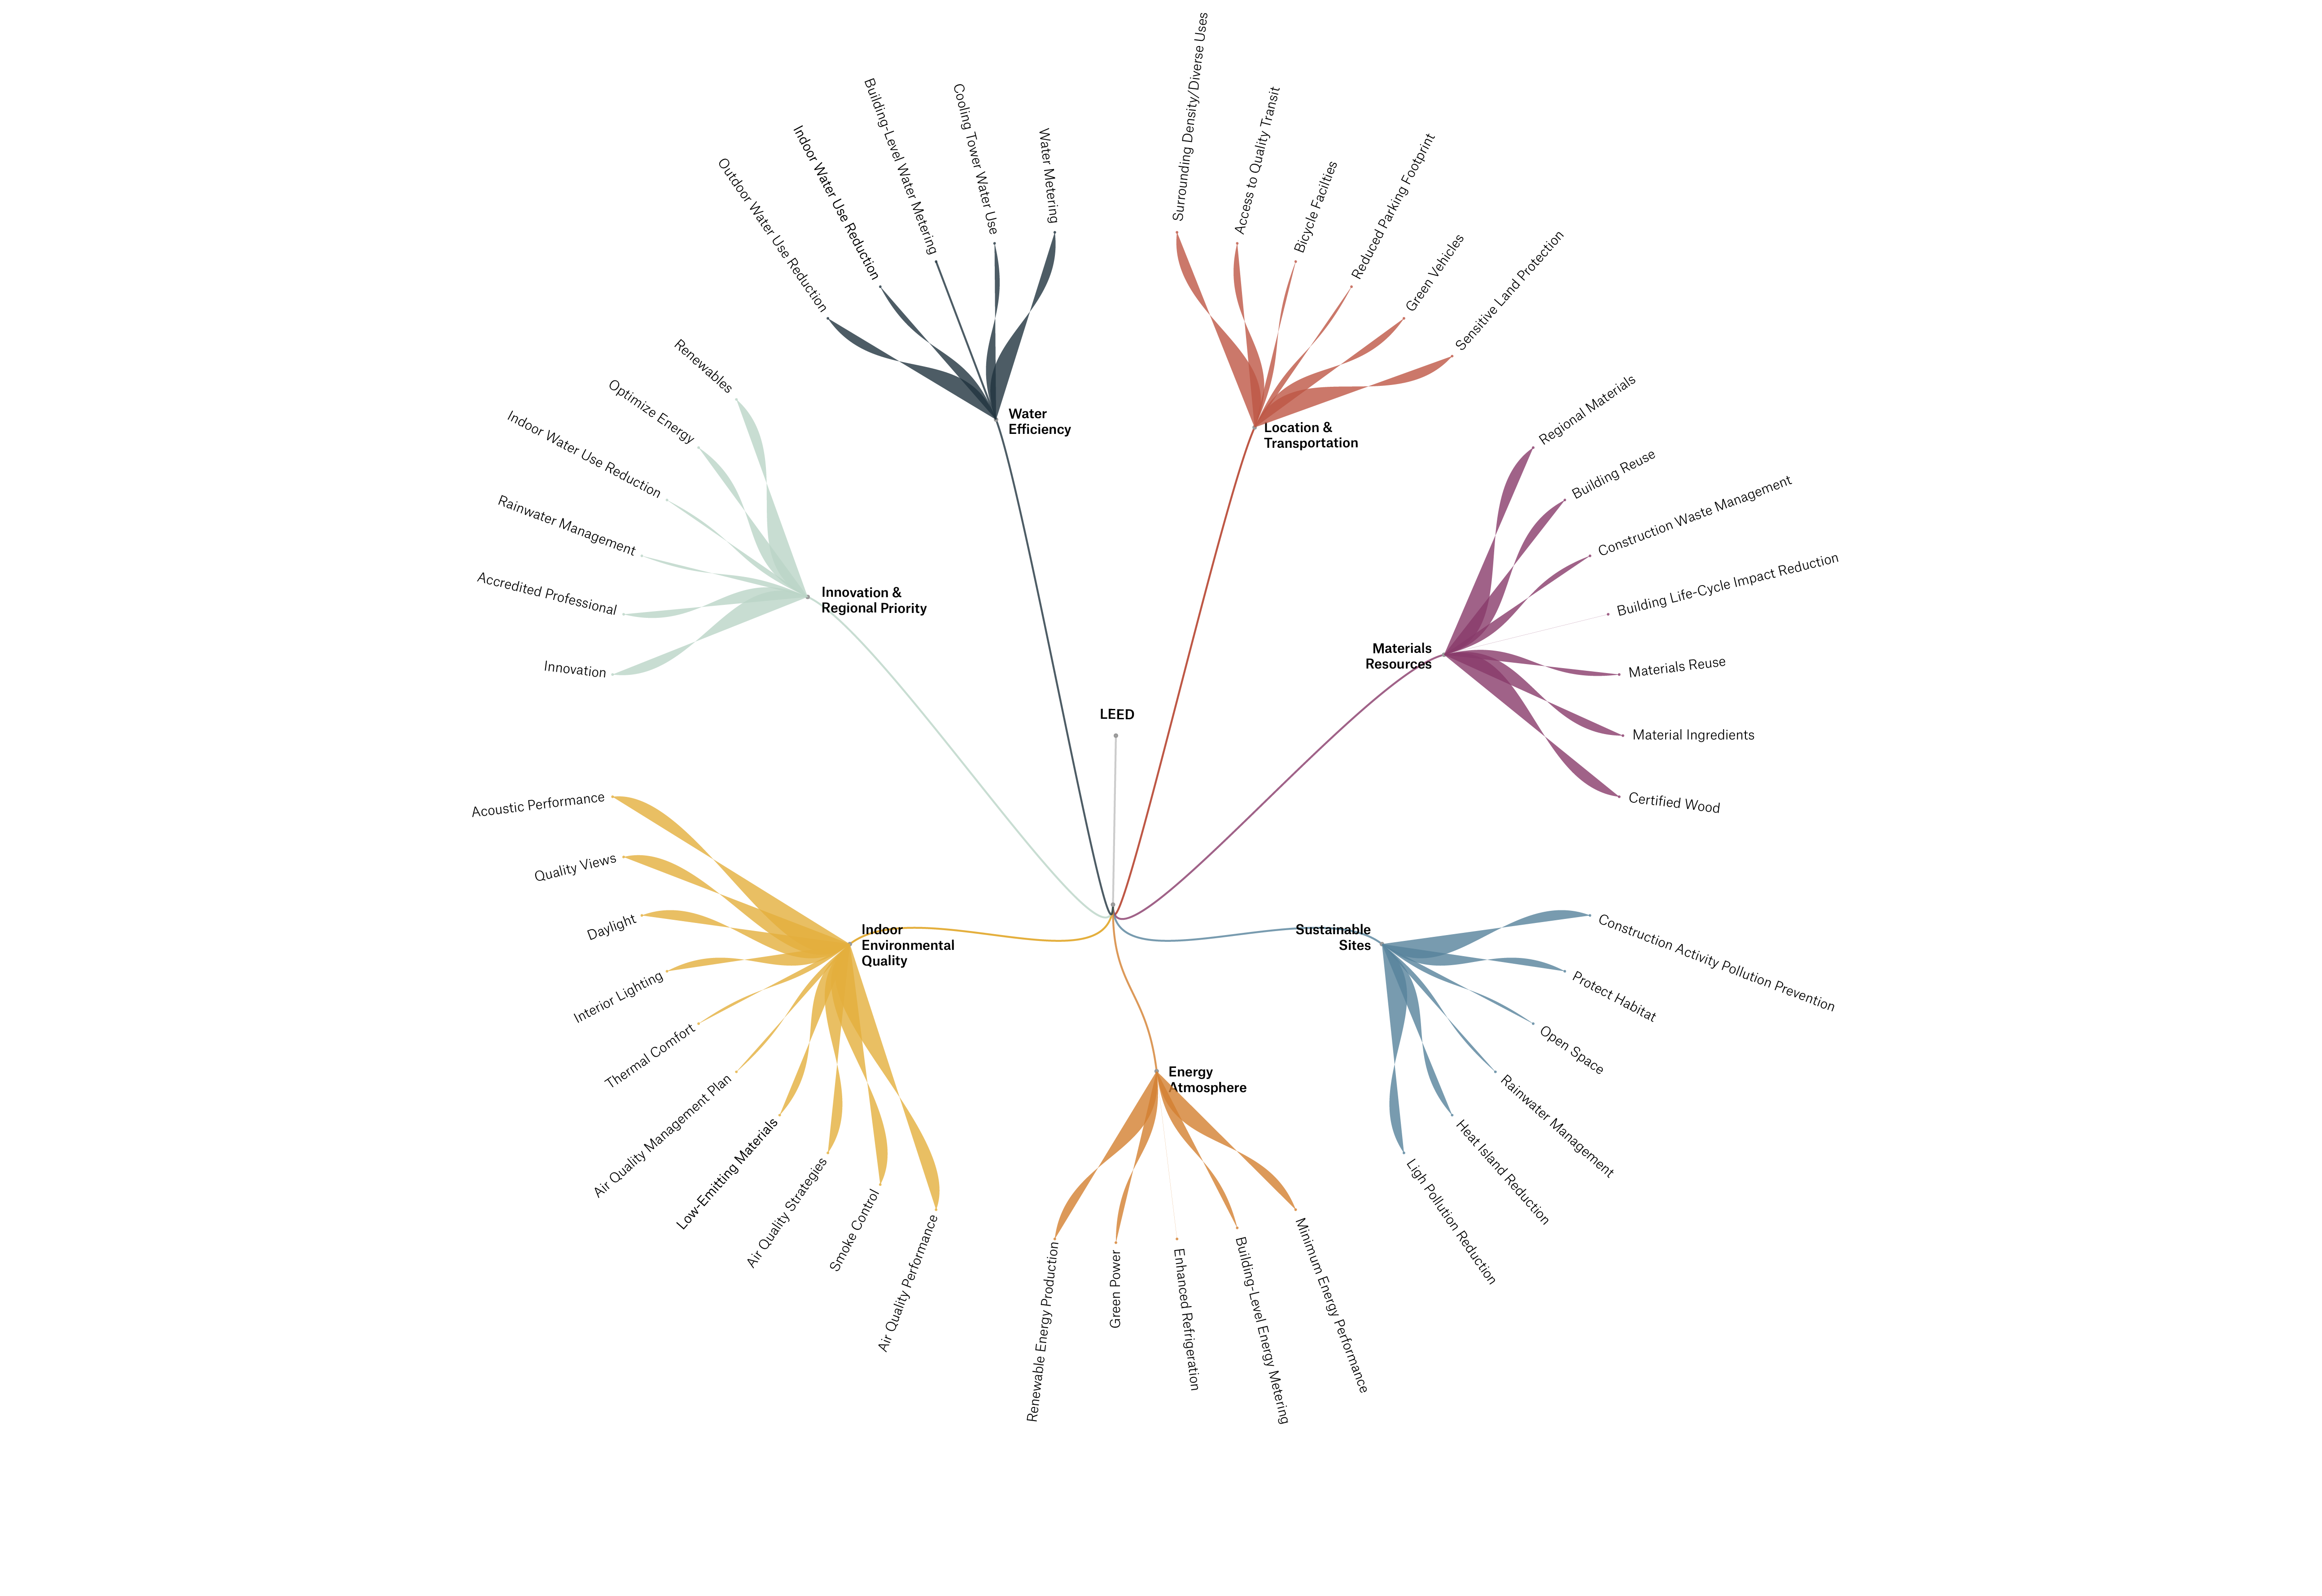 Surrounding Density/Diverse Uses
Access to Quality Transit
Bicycle Facilties
Reduced Parking Footprint
Green Vehicles
Sensitive Land Protection
Location &
Transportation
Regional Materials
Building Reuse
Construction Waste Management
Building Life-Cycle Impact Reduction
Materials Reuse
Material Ingredients
Certified Wood
Materials
Resources
Construction Activity Pollution Prevention
Protect Habitat
Open Space
Rainwater Management
Heat Island Reduction
Ligh Pollution Reduction
Sustainable
Sites
Minimum Energy Performance
Building-Level Energy Metering
Enhanced Refrigeration
Green Power
Renewable Energy Production
Energy
Atmosphere
Air Quality Performance
Smoke Control
Air Quality Strategies
Low-Emitting Materials
Air Quality Management Plan
Thermal Comfort
Interior Lighting
Daylight
Quality Views
Acoustic Performance
Indoor
Environmental
Quality
Innovation
Accredited Professional
Rainwater Management
Indoor Water Use Reduction
Optimize Energy
Renewables
Innovation &
Regional Priority
Outdoor Water Use Reduction
Indoor Water Use Reduction
Building-Level Water Metering
Cooling Tower Water Use
Water Metering
Water
Efficiency
LEED